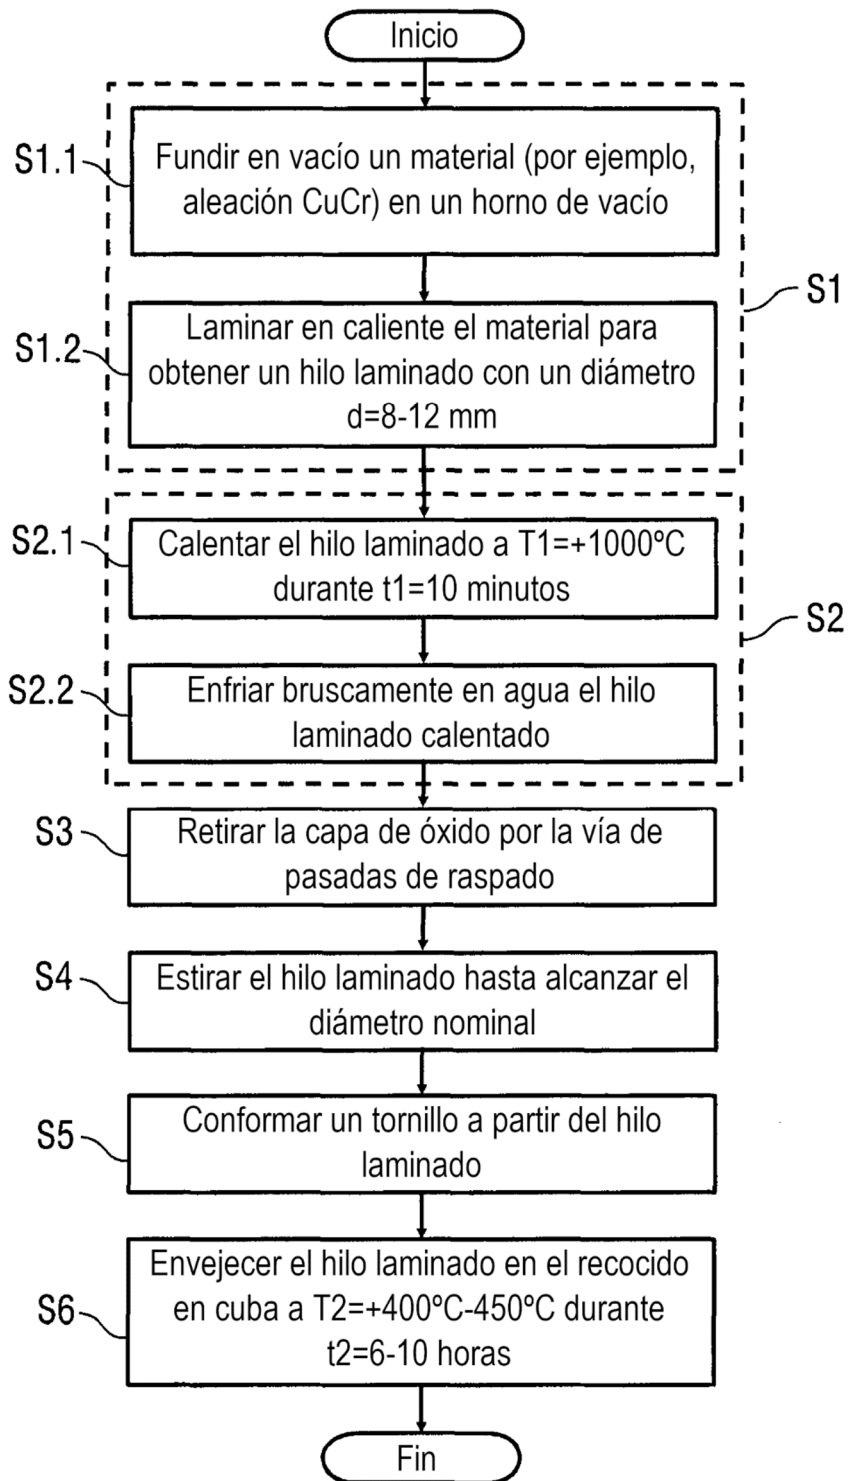 Inicio
S1.1
Fundir en vacío un material (por ejemplo,
aleación CuCr) en un horno de vacío
S1
S1.2
Laminar en caliente el material para
obtener un hilo laminado con un diámetro
d=8-12 mm
S2.1
Calentar el hilo laminado a T1=+1000ºC
durante t1=10 minutos
S2
S2.2
Enfriar bruscamente en agua el hilo
laminado calentado
S3
Retirar la capa de óxido por la vía de
pasadas de raspado
S4
Estirar el hilo laminado hasta alcanzar el
diámetro nominal
S5
Conformar un tornillo a partir del hilo
laminado
S6
Envejecer el hilo laminado en el recocido
en cuba a T2=+400ºC-450ºC durante
t2=6-10 horas
Fin